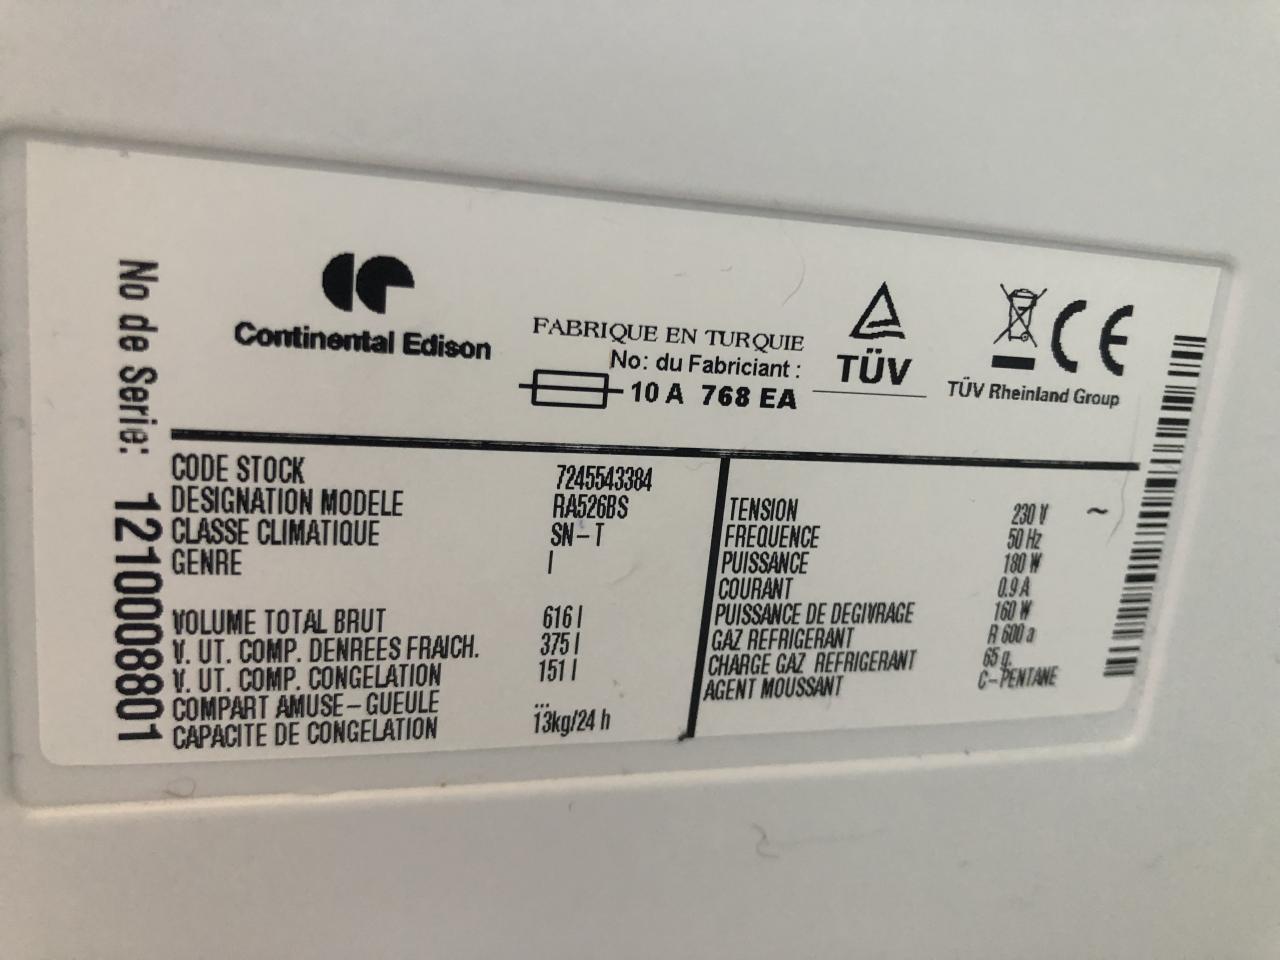 No de Serie: 1210008801
Continental Edison
FABRIQUE EN TURQUIE
No: du Fabriciant :
10 A 768 EA
TÜV
CE
TÜV Rheinland Group
CODE STOCK 7245543384
DESIGNATION MODELE RA526BS
CLASSE CLIMATIQUE SN-T
GENRE I
VOLUME TOTAL BRUT 616 l
V. UT. COMP. DENREES FRAICH. 375 l
V. UT. COMP. CONGELATION 151 l
COMPART AMUSE-GUEULE ...
CAPACITE DE CONGELATION 13kg/24 h
TENSION 230 V ~
FREQUENCE 50 Hz
PUISSANCE 180 W
COURANT 0.9 A
PUISSANCE DE DEGIVRAGE 160 W
GAZ REFRIGERANT R 600 a
CHARGE GAZ REFRIGERANT 65 g.
AGENT MOUSSANT C-PENTANE